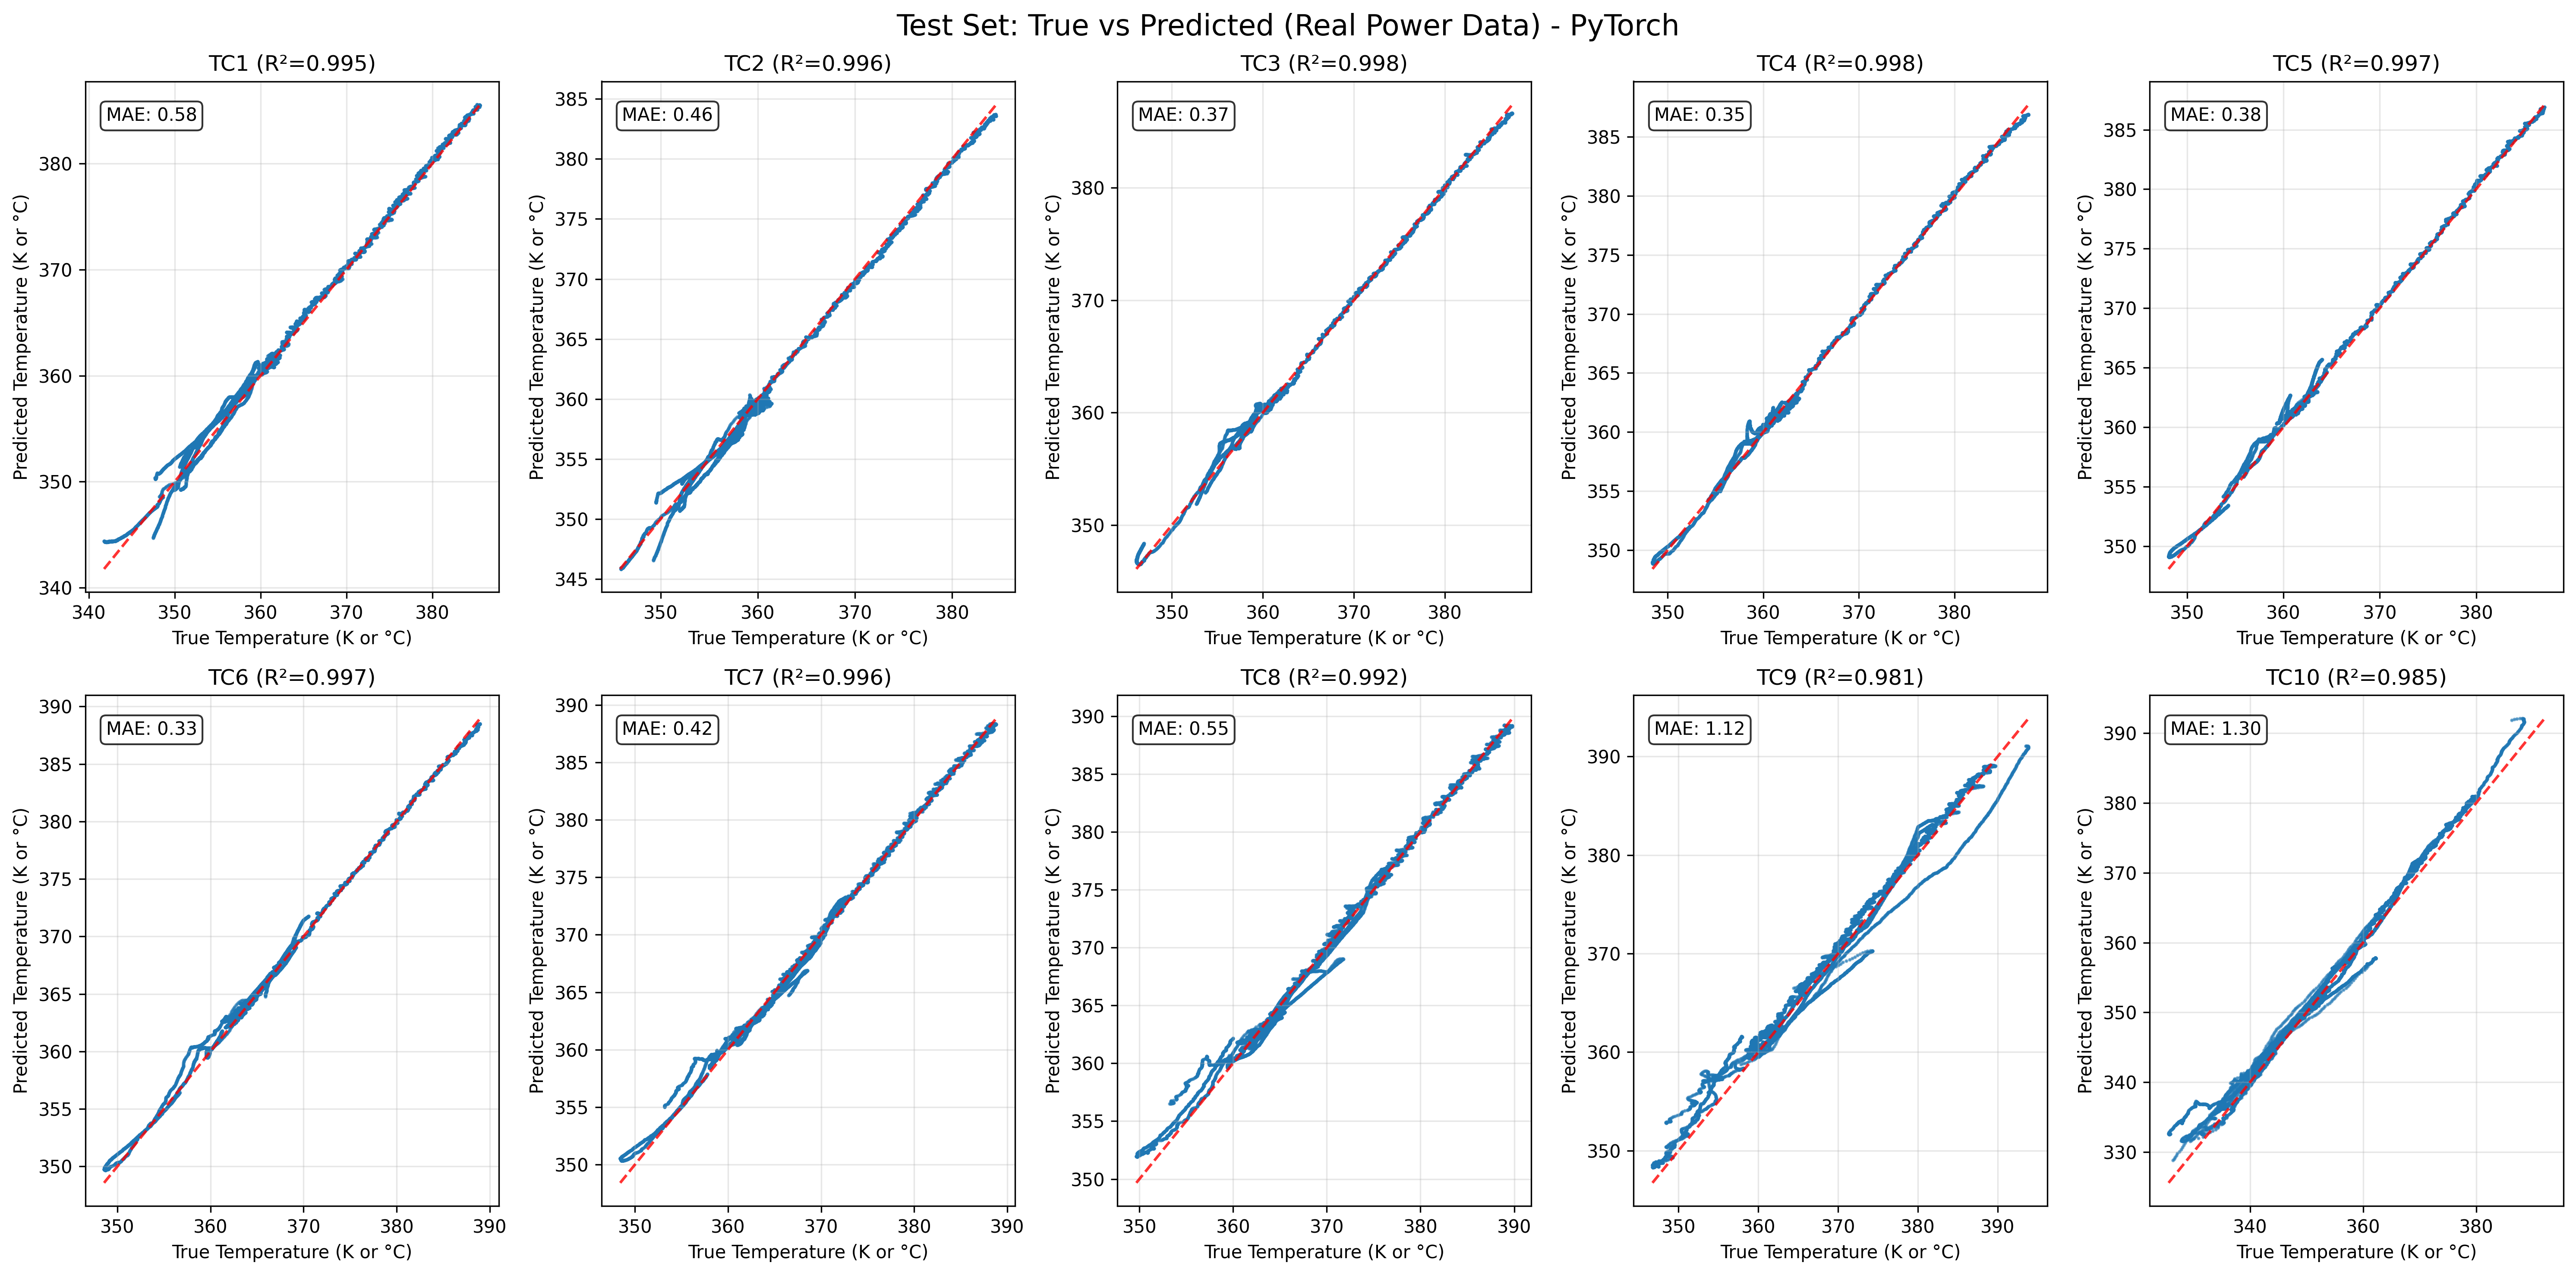 Test Set: True vs Predicted (Real Power Data) - PyTorch
TC1 (R²=0.995)
MAE: 0.58
Predicted Temperature (K or °C)
380
370
360
350
340
340 350 360 370 380
True Temperature (K or °C)
TC2 (R²=0.996)
MAE: 0.46
Predicted Temperature (K or °C)
385
380
375
370
365
360
355
350
345
350 360 370 380
True Temperature (K or °C)
TC3 (R²=0.998)
MAE: 0.37
Predicted Temperature (K or °C)
380
370
360
350
350 360 370 380
True Temperature (K or °C)
TC4 (R²=0.998)
MAE: 0.35
Predicted Temperature (K or °C)
385
380
375
370
365
360
355
350
350 360 370 380
True Temperature (K or °C)
TC5 (R²=0.997)
MAE: 0.38
Predicted Temperature (K or °C)
385
380
375
370
365
360
355
350
350 360 370 380
True Temperature (K or °C)
TC6 (R²=0.997)
MAE: 0.33
Predicted Temperature (K or °C)
390
385
380
375
370
365
360
355
350
350 360 370 380 390
True Temperature (K or °C)
TC7 (R²=0.996)
MAE: 0.42
Predicted Temperature (K or °C)
390
385
380
375
370
365
360
355
350
350 360 370 380 390
True Temperature (K or °C)
TC8 (R²=0.992)
MAE: 0.55
Predicted Temperature (K or °C)
390
385
380
375
370
365
360
355
350
350 360 370 380 390
True Temperature (K or °C)
TC9 (R²=0.981)
MAE: 1.12
Predicted Temperature (K or °C)
390
380
370
360
350
350 360 370 380 390
True Temperature (K or °C)
TC10 (R²=0.985)
MAE: 1.30
Predicted Temperature (K or °C)
390
380
370
360
350
340
330
340 360 380
True Temperature (K or °C)